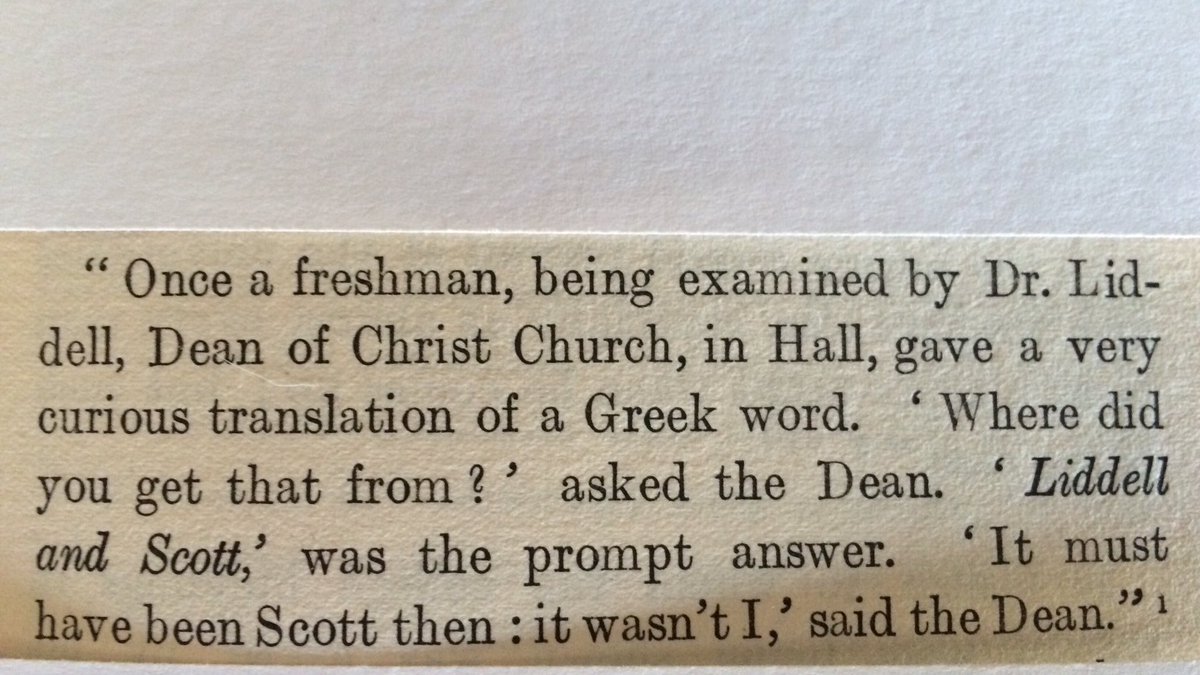 “ Once a freshman, being examined by Dr. Lid-
dell, Dean of Christ Church, in Hall, gave a very
curious translation of a Greek word. ‘ Where did
you get that from ? ’ asked the Dean. ‘ Liddell
and Scott,’ was the prompt answer. ‘ It must
have been Scott then : it wasn’t I,’ said the Dean.” 1